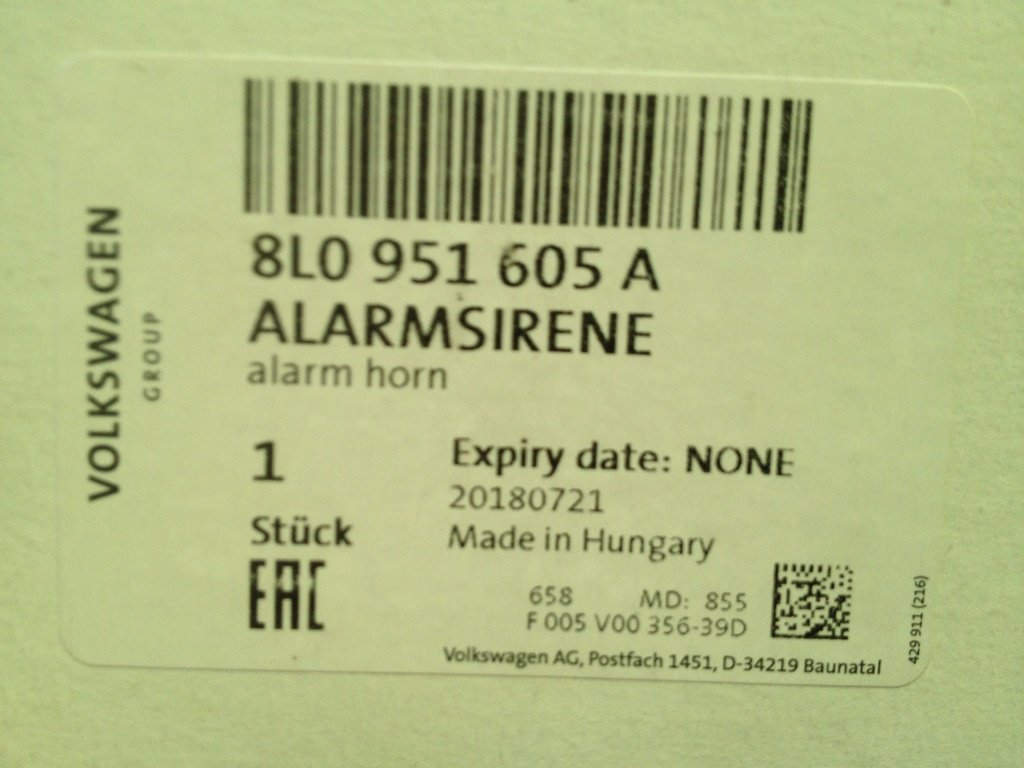 VOLKSWAGEN
GROUP
8L0 951 605 A
ALARMSIRENE
alarm horn
1
Expiry date: NONE
20180721
Stück
Made in Hungary
EAC
658 MD: 855
F 005 V00 356-39D
Volkswagen AG, Postfach 1451, D-34219 Baunatal
429 911 (216)